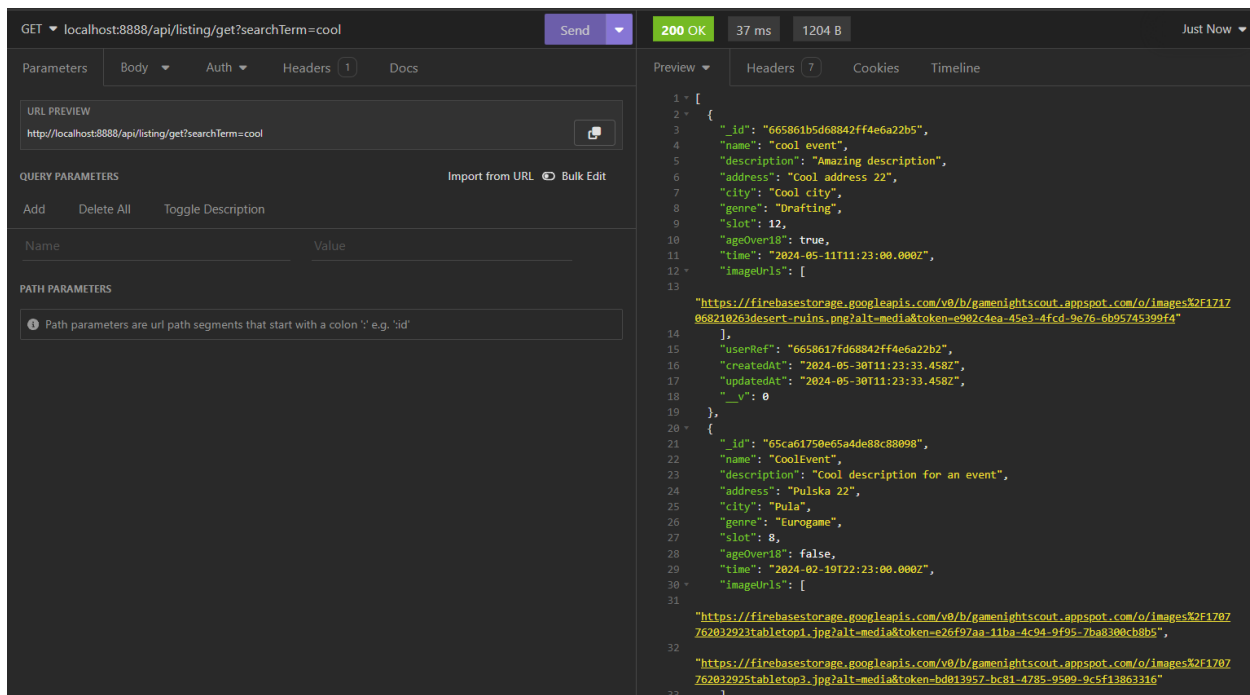 GET localhost:8888/api/listing/get?searchTerm=cool
Send
200 OK
37 ms
1204 B
Just Now
Parameters
Body
Auth
Headers 1
Docs
Preview
Headers 7
Cookies
Timeline
URL PREVIEW
http://localhost:8888/api/listing/get?searchTerm=cool
QUERY PARAMETERS
Import from URL
Bulk Edit
Add
Delete All
Toggle Description
Name
Value
PATH PARAMETERS
Path parameters are url path segments that start with a colon ':' e.g. ':id'
1 [
2 {
3 "_id": "665861b5d68842ff4e6a22b5",
4 "name": "cool event",
5 "description": "Amazing description",
6 "address": "Cool address 22",
7 "city": "Cool city",
8 "genre": "Drafting",
9 "slot": 12,
10 "ageOver18": true,
11 "time": "2024-05-11T11:23:00.000Z",
12 "imageUrls": [
13
"https://firebasestorage.googleapis.com/v0/b/gamenightscout.appspot.com/o/images%2F1717
068210263desert-ruins.png?alt=media&token=e902c4ea-45e3-4fcd-9e76-6b95745399f4"
14 ],
15 "userRef": "6658617fd68842ff4e6a22b2",
16 "createdAt": "2024-05-30T11:23:33.458Z",
17 "updatedAt": "2024-05-30T11:23:33.458Z",
18 "__v": 0
19 },
20 {
21 "_id": "65ca61750e65a4de88c88098",
22 "name": "CoolEvent",
23 "description": "Cool description for an event",
24 "address": "Pulska 22",
25 "city": "Pula",
26 "genre": "Eurogame",
27 "slot": 8,
28 "ageOver18": false,
29 "time": "2024-02-19T22:23:00.000Z",
30 "imageUrls": [
31
"https://firebasestorage.googleapis.com/v0/b/gamenightscout.appspot.com/o/images%2F1707
762032923tabletop1.jpg?alt=media&token=e26f97aa-11ba-4c94-9f95-7ba8300cb8b5",
32
"https://firebasestorage.googleapis.com/v0/b/gamenightscout.appspot.com/o/images%2F1707
762032925tabletop3.jpg?alt=media&token=bd013957-bc81-4785-9509-9c5f13863316"
33 ]